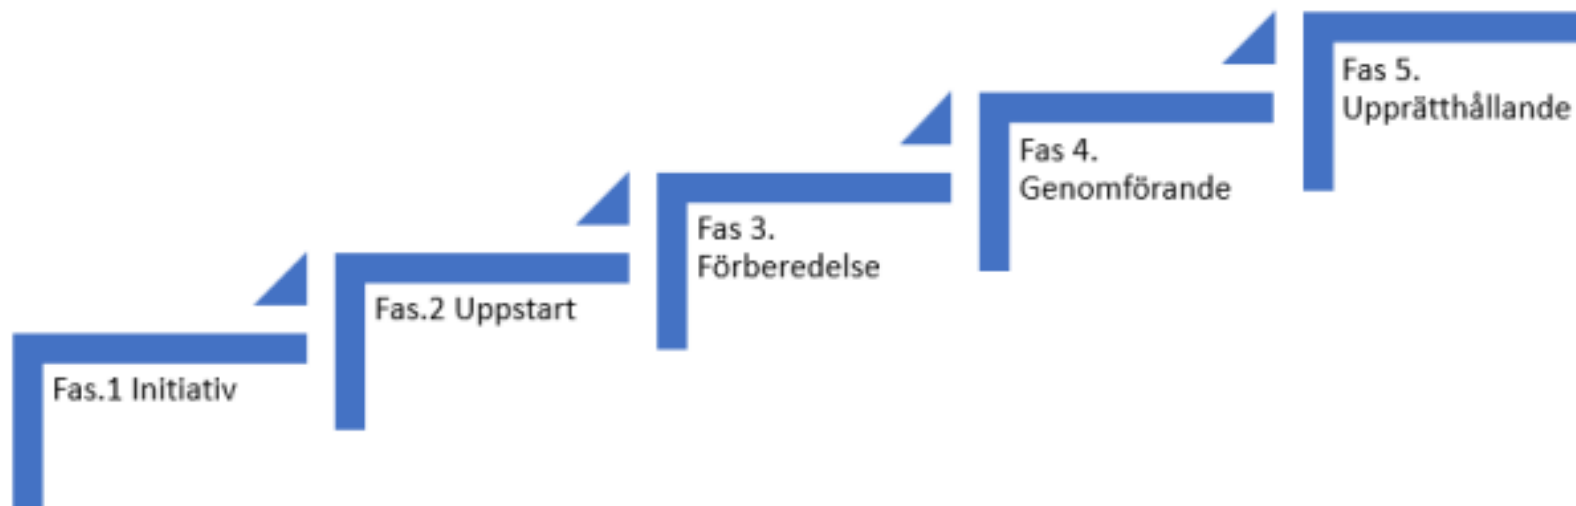 Fas.1 Initiativ
Fas.2 Uppstart
Fas 3.
Förberedelse
Fas 4.
Genomförande
Fas 5.
Upprätthållande